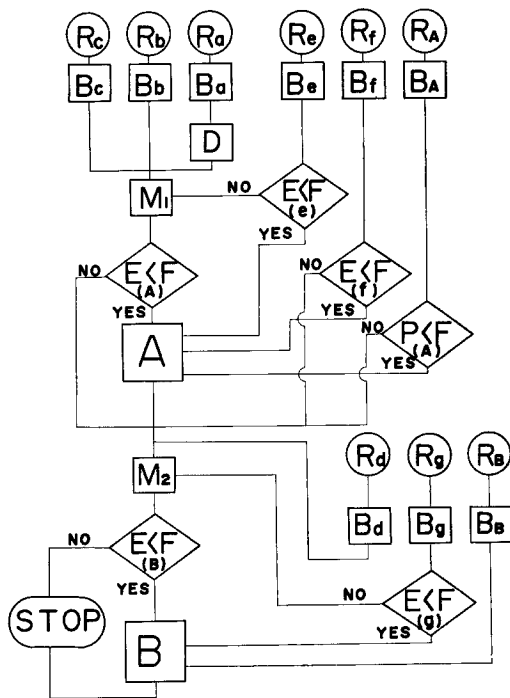 Rc Rb Ra Re Rf RA
Bc Bb Ba Be Bf BA
D
M1 NO E<F (e)
YES
NO E<F (A) NO E<F (f)
YES YES
A NO P<F (A)
YES
Rd Rg RB
M2
Bd Bg BB
NO E<F (B)
YES NO E<F (g)
STOP YES
B